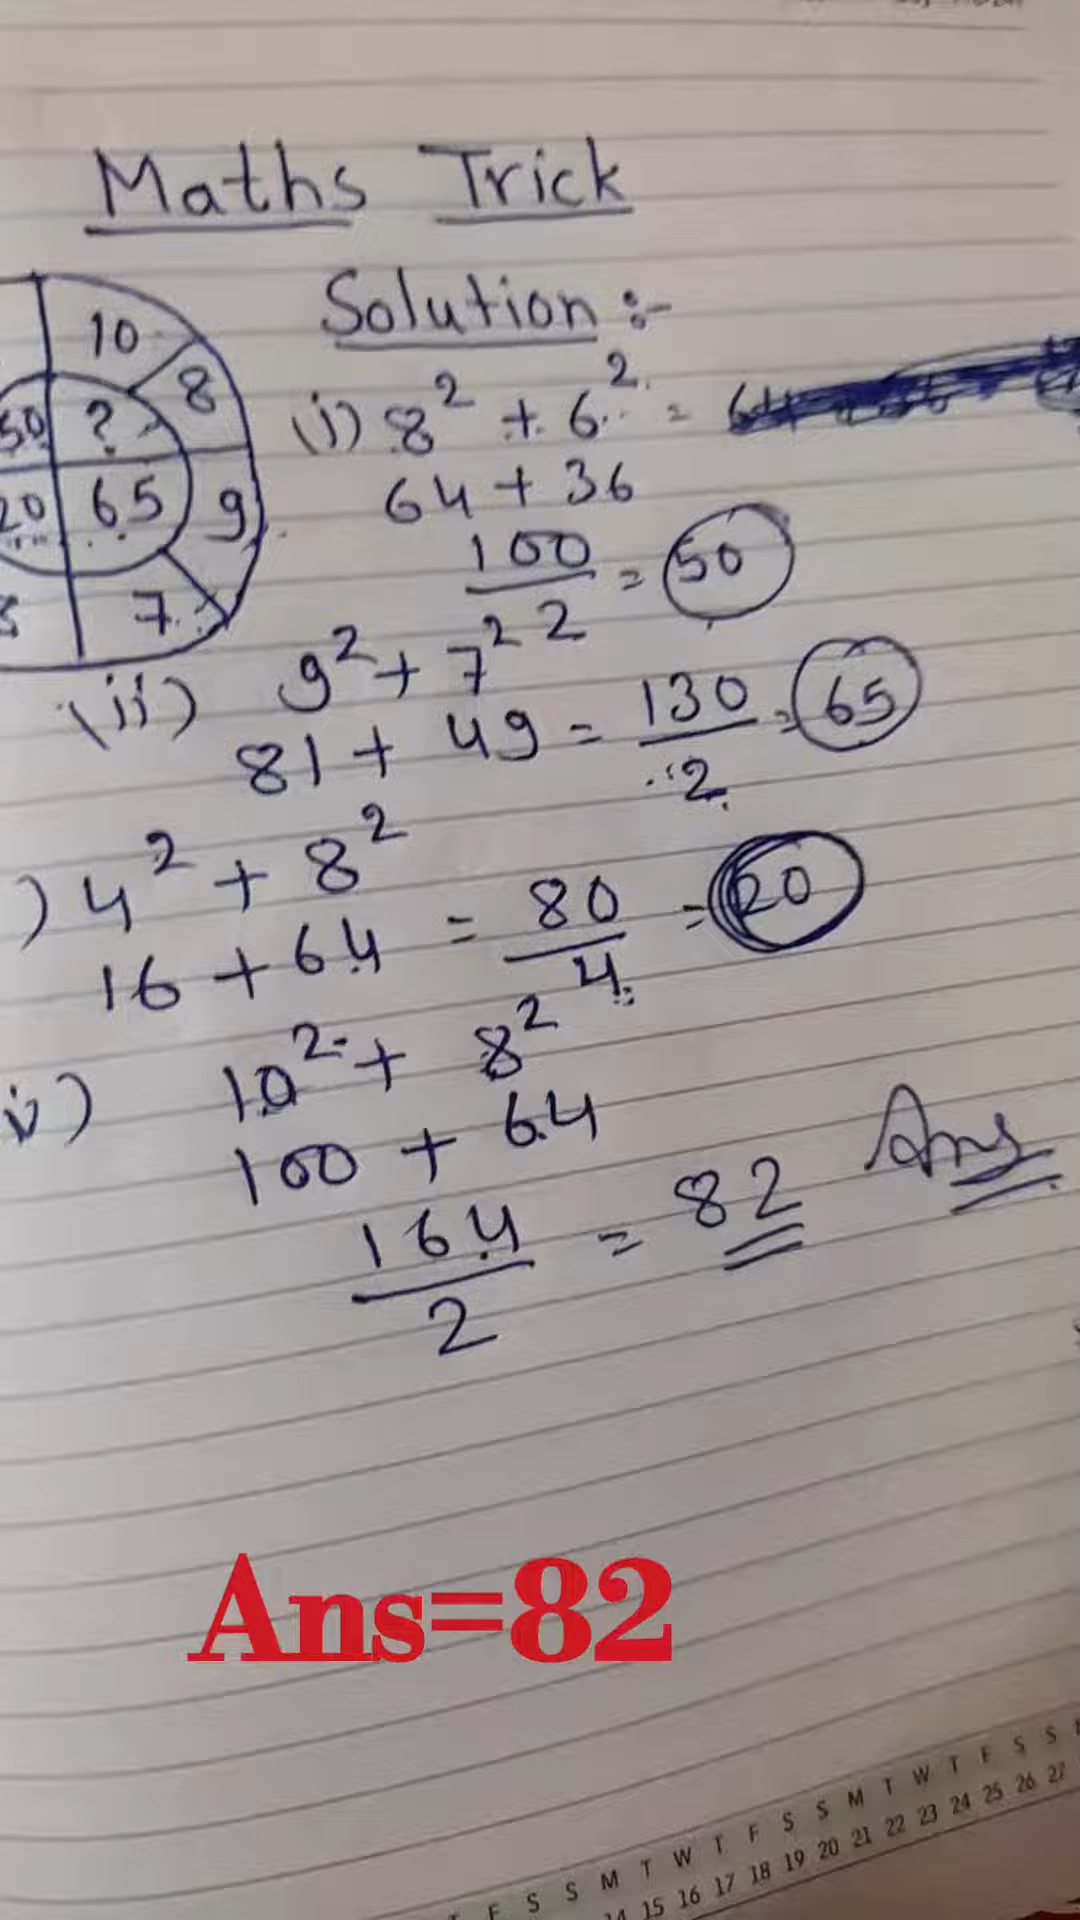 Maths Trick
Solution :-
10
8
50 ?
20 65 9
7
(i) 8² + 6² =
64 + 36
100/2 = 50
(ii) 9² + 7²
81 + 49 = 130/2 = 65
) 4² + 8²
16 + 64 = 80/4 = 20
iv) 10² + 8²
100 + 64
164/2 = 82 Ans
Ans=82
F S S M T W T F S S M T W T F S S
14 15 16 17 18 19 20 21 22 23 24 25 26 27